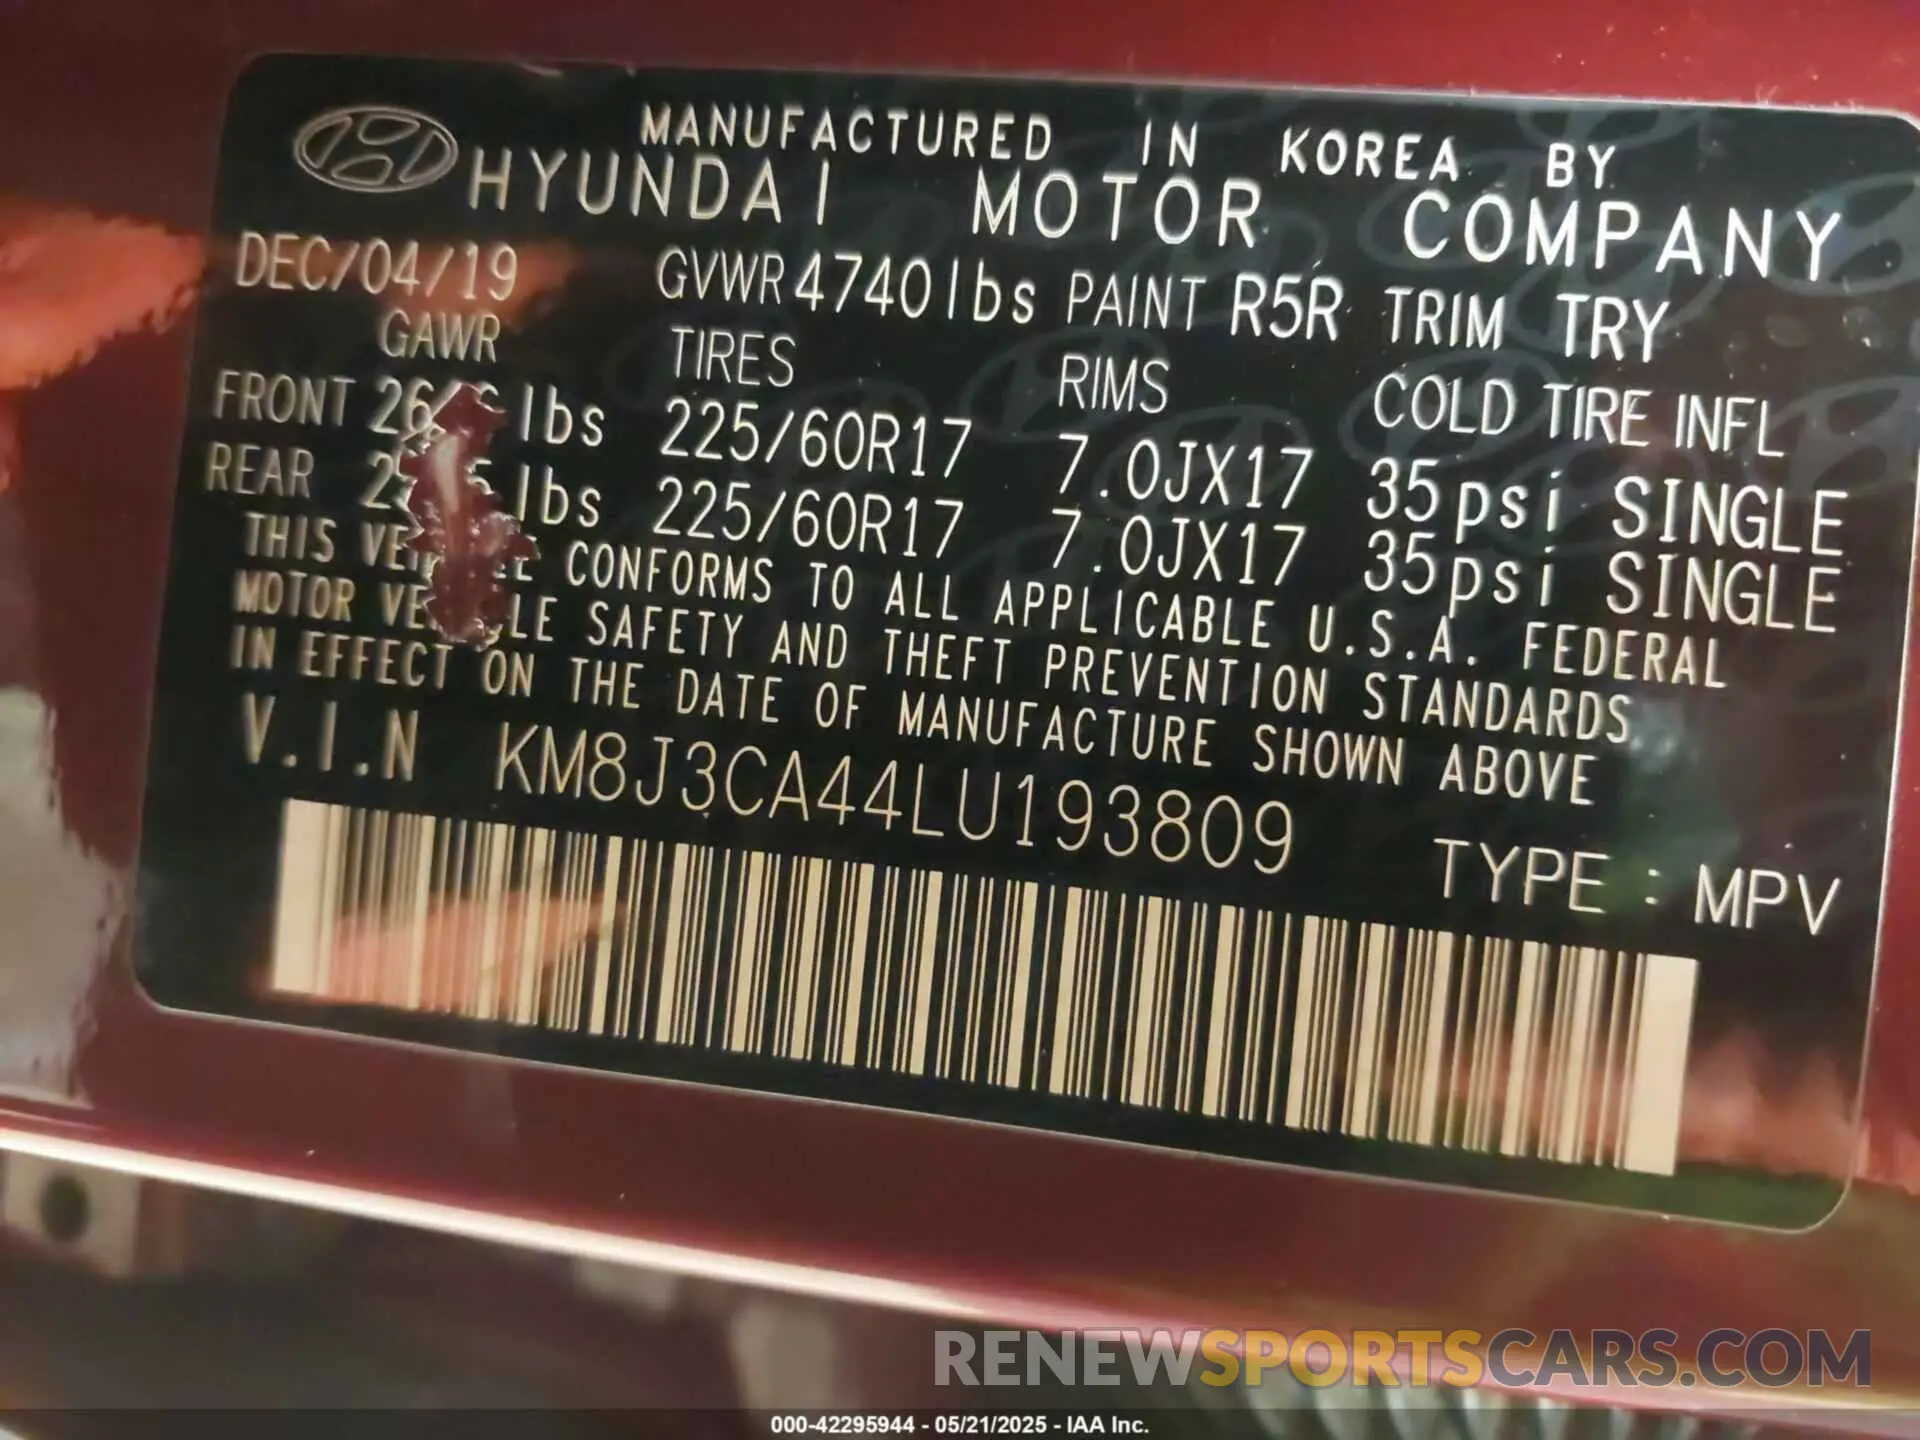 MANUFACTURED IN KOREA BY
HYUNDAI MOTOR COMPANY
DEC/04/19 GVWR 4740lbs PAINT R5R TRIM TRY
GAWR TIRES RIMS COLD TIRE INFL
FRONT lbs 225/60R17 7.0JX17 35psi SINGLE
REAR lbs 225/60R17 7.0JX17 35psi SINGLE
THIS VEHICLE CONFORMS TO ALL APPLICABLE U.S.A. FEDERAL
MOTOR VEHICLE SAFETY AND THEFT PREVENTION STANDARDS
IN EFFECT ON THE DATE OF MANUFACTURE SHOWN ABOVE
V.I.N KM8J3CA44LU193809
TYPE : MPV
RENEWSPORTSCARS.COM
000-42295944 - 05/21/2025 - IAA Inc.